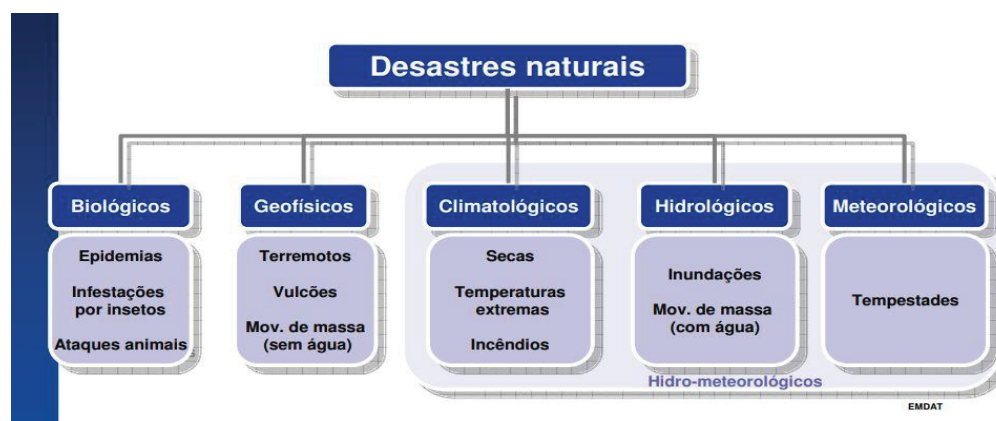 Desastres naturais
Biológicos
Epidemias
Infestações
por insetos
Ataques animais
Geofísicos
Terremotos
Vulcões
Mov. de massa
(sem água)
Climatológicos
Secas
Temperaturas
extremas
Incêndios
Hidrológicos
Inundações
Mov. de massa
(com água)
Meteorológicos
Tempestades
Hidro-meteorológicos
EMDAT